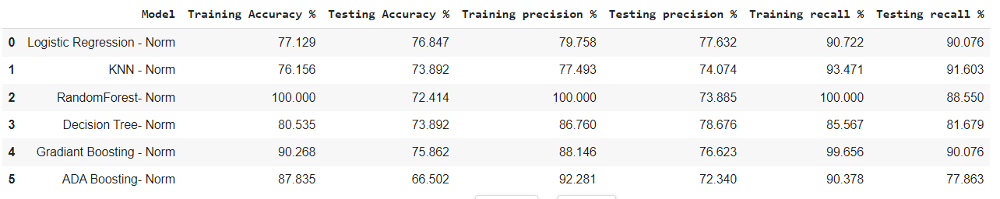 Model Training Accuracy % Testing Accuracy % Training precision % Testing precision % Training recall % Testing recall %
0 Logistic Regression - Norm 77.129 76.847 79.758 77.632 90.722 90.076
1 KNN - Norm 76.156 73.892 77.493 74.074 93.471 91.603
2 RandomForest- Norm 100.000 72.414 100.000 73.885 100.000 88.550
3 Decision Tree- Norm 80.535 73.892 86.760 78.676 85.567 81.679
4 Gradiant Boosting - Norm 90.268 75.862 88.146 76.623 99.656 90.076
5 ADA Boosting- Norm 87.835 66.502 92.281 72.340 90.378 77.863